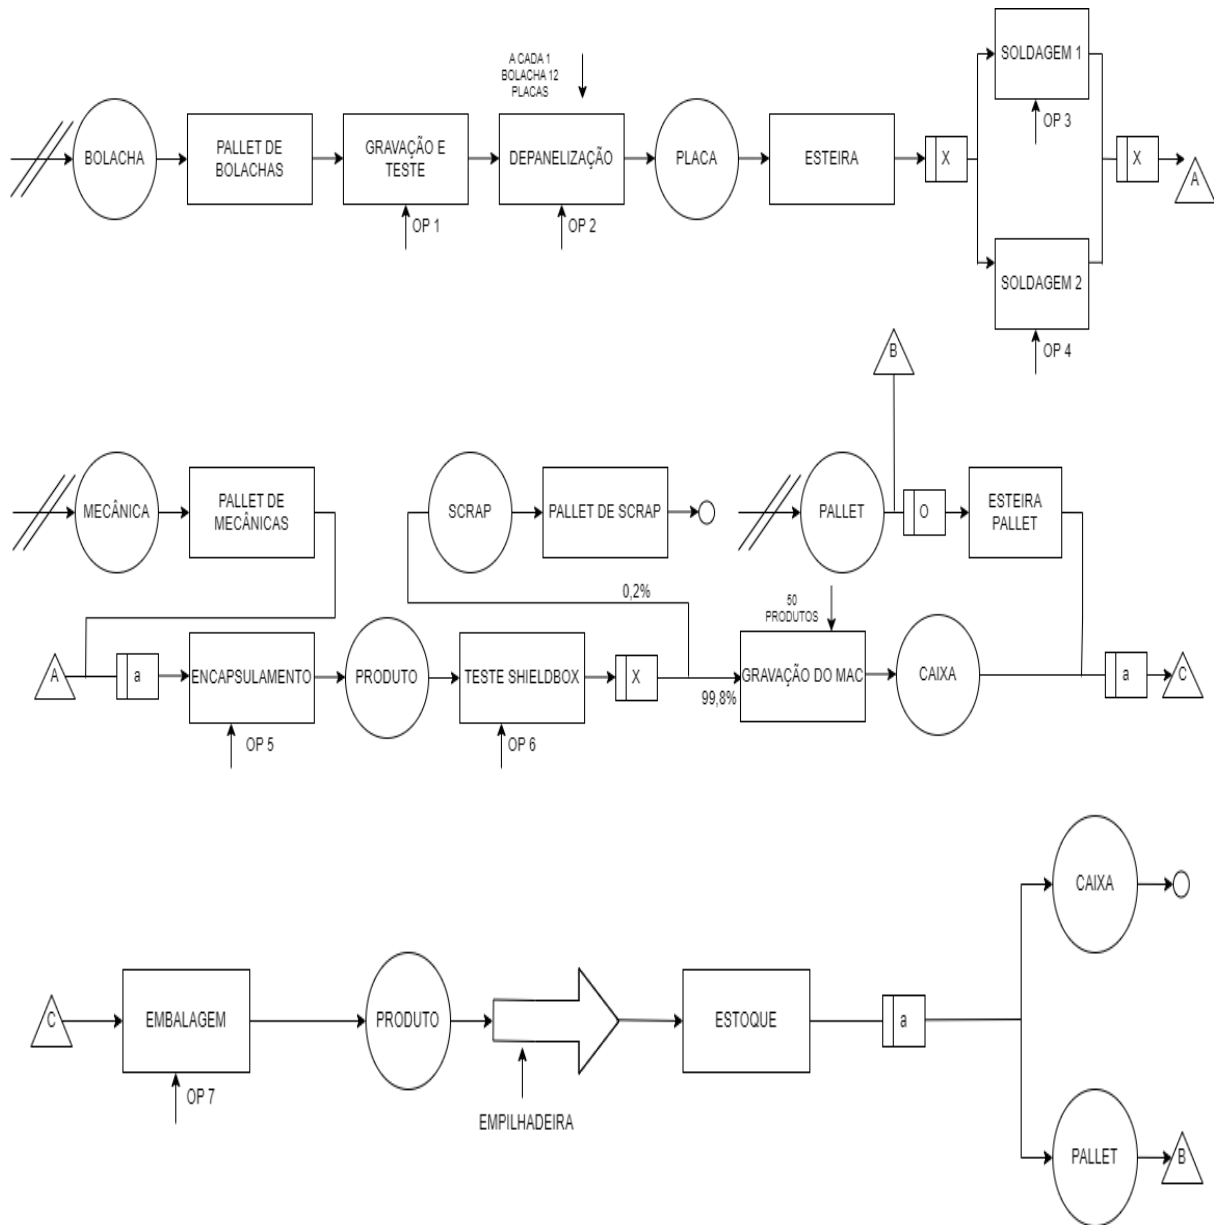 A CADA 1
BOLACHA 12
PLACAS
SOLDAGEM 1
OP 3
BOLACHA
PALLET DE
BOLACHAS
GRAVAÇÃO E
TESTE
OP 1
DEPANELIZAÇÃO
OP 2
PLACA
ESTEIRA
X
X
A
SOLDAGEM 2
OP 4
B
MECÂNICA
PALLET DE
MECÂNICAS
SCRAP
PALLET DE SCRAP
PALLET
O
ESTEIRA
PALLET
0,2%
50
PRODUTOS
A
a
ENCAPSULAMENTO
OP 5
PRODUTO
TESTE SHIELDBOX
OP 6
X
99,8%
GRAVAÇÃO DO MAC
CAIXA
a
C
CAIXA
C
EMBALAGEM
OP 7
PRODUTO
EMPILHADEIRA
ESTOQUE
a
PALLET
B